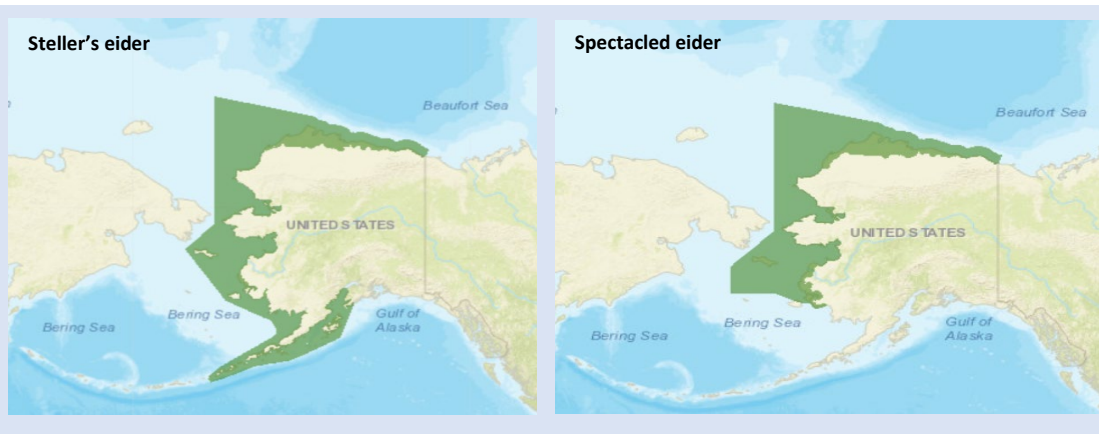 Steller's eider
Beaufort Sea
UNITED STATES
Bering Sea
Bering Sea
Gulf of
Alaska
Spectacled eider
Beaufort Sea
UNITED STATES
Bering Sea
Bering Sea
Gulf of
Alaska